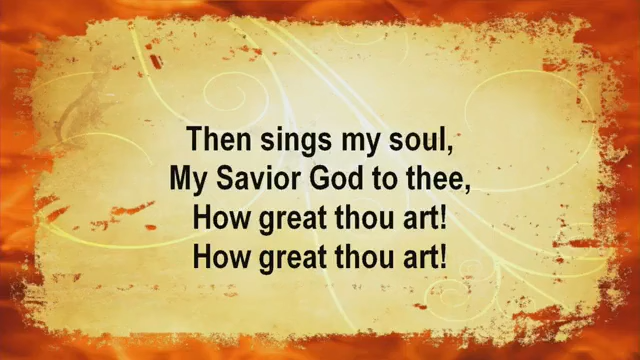 Then sings my soul,
My Savior God to thee,
How great thou art!
How great thou art!